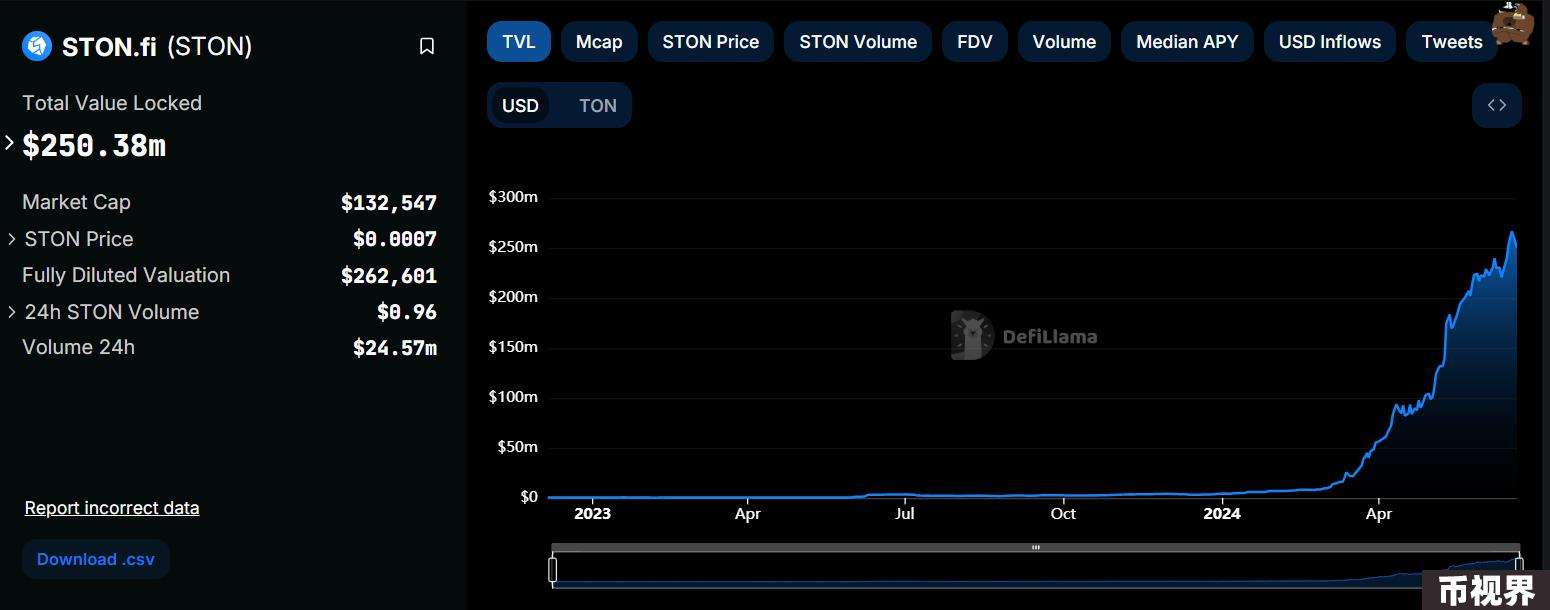 STON.fi (STON)
Total Value Locked
$250.38m
Market Cap $132,547
STON Price $0.0007
Fully Diluted Valuation $262,601
24h STON Volume $0.96
Volume 24h $24.57m
Report incorrect data
Download .csv
TVL Mcap STON Price STON Volume FDV Volume Median APY USD Inflows Tweets
USD TON
$300m
$250m
$200m
$150m
$100m
$50m
$0
DefiLlama
2023 Apr Jul Oct 2024 Apr
币视界